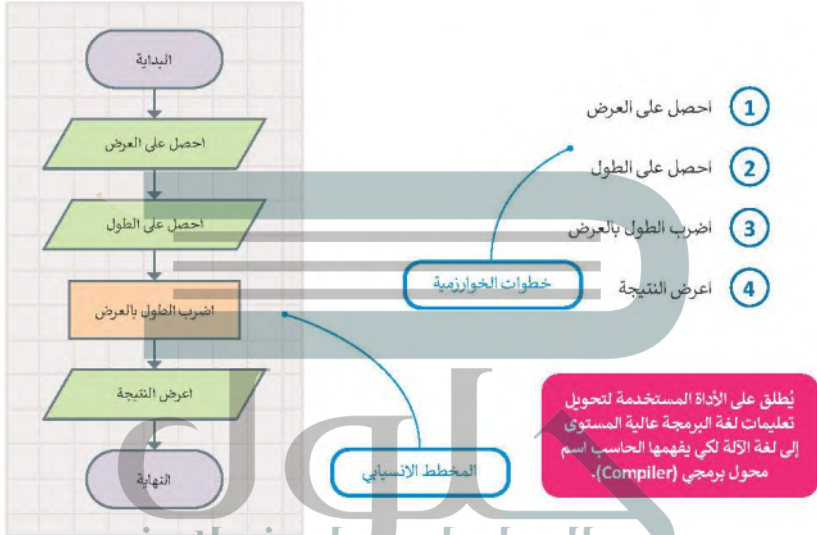 البداية
احصل على العرض
احصل على الطول
اضرب الطول بالعرض
اعرض النتيجة
النهاية
1 احصل على العرض
2 احصل على الطول
3 اضرب الطول بالعرض
4 اعرض النتيجة
خطوات الخوارزمية
المخطط الانسيابي
يُطلق على الأداة المستخدمة لتحويل
تعليمات لغة البرمجة عالية المستوى
إلى لغة الآلة لكي يفهمها الحاسب اسم
محول برمجي (Compiler).
حلول